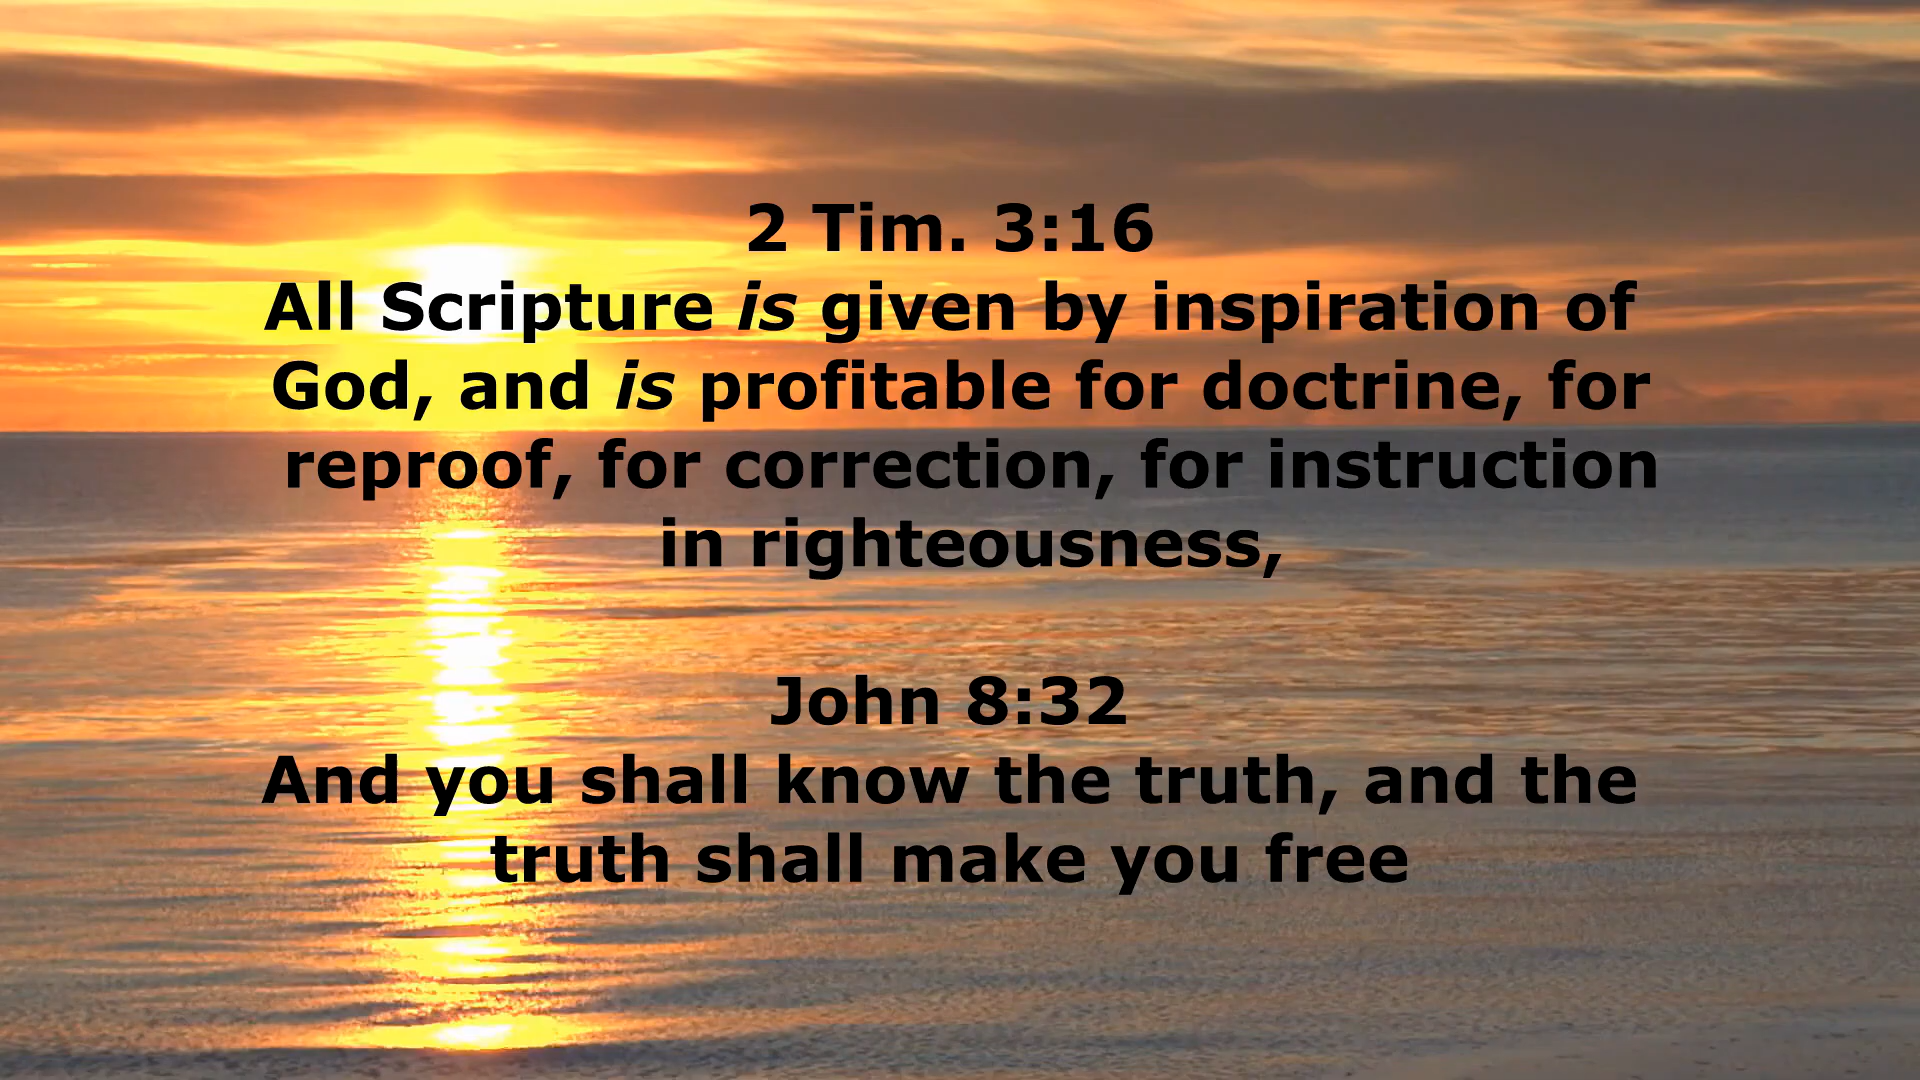 2 Tim. 3:16
All Scripture is given by inspiration of
God, and is profitable for doctrine, for
reproof, for correction, for instruction
in righteousness,
John 8:32
And you shall know the truth, and the
truth shall make you free